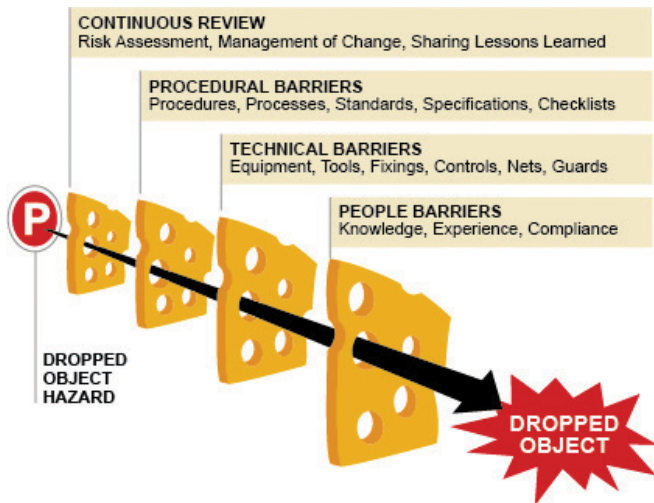 CONTINUOUS REVIEW
Risk Assessment, Management of Change, Sharing Lessons Learned
PROCEDURAL BARRIERS
Procedures, Processes, Standards, Specifications, Checklists
TECHNICAL BARRIERS
Equipment, Tools, Fixings, Controls, Nets, Guards
PEOPLE BARRIERS
Knowledge, Experience, Compliance
P
DROPPED
OBJECT
HAZARD
DROPPED
OBJECT